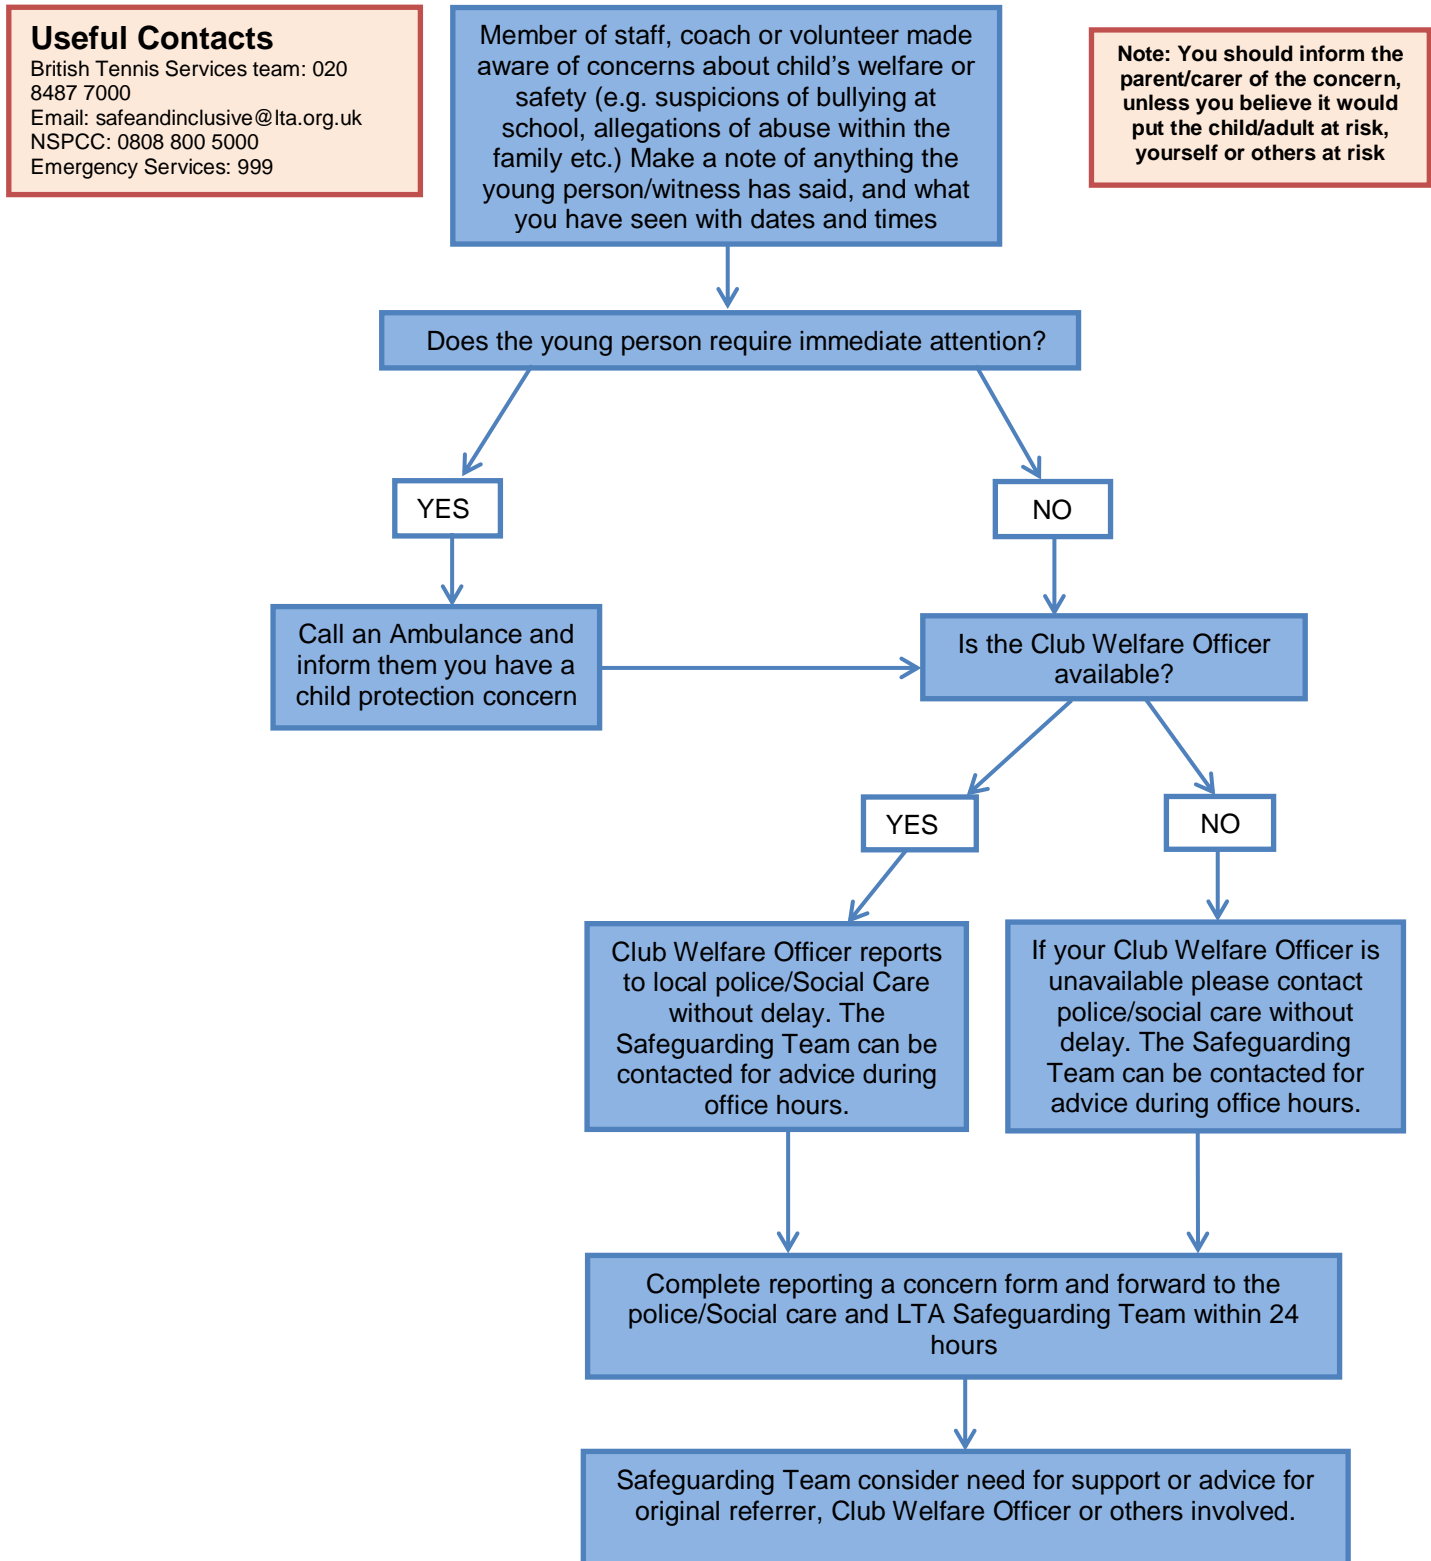 Useful Contacts
British Tennis Services team: 020
8487 7000
Email: safeandinclusive@lta.org.uk
NSPCC: 0808 800 5000
Emergency Services: 999
Member of staff, coach or volunteer made
aware of concerns about child’s welfare or
safety (e.g. suspicions of bullying at
school, allegations of abuse within the
family etc.) Make a note of anything the
young person/witness has said, and what
you have seen with dates and times
Note: You should inform the
parent/carer of the concern,
unless you believe it would
put the child/adult at risk,
yourself or others at risk
Does the young person require immediate attention?
YES
NO
Call an Ambulance and
inform them you have a
child protection concern
Is the Club Welfare Officer
available?
YES
NO
Club Welfare Officer reports
to local police/Social Care
without delay. The
Safeguarding Team can be
contacted for advice during
office hours.
If your Club Welfare Officer is
unavailable please contact
police/social care without
delay. The Safeguarding
Team can be contacted for
advice during office hours.
Complete reporting a concern form and forward to the
police/Social care and LTA Safeguarding Team within 24
hours
Safeguarding Team consider need for support or advice for
original referrer, Club Welfare Officer or others involved.